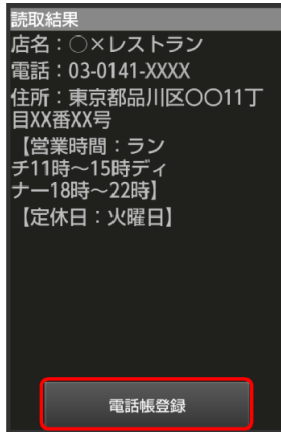 読取結果
店名：○×レストラン
電話：03-0141-XXXX
住所：東京都品川区○○11丁
目XX番XX号
【営業時間：ラン
チ11時～15時ディ
ナー18時～22時】
【定休日：火曜日】
電話帳登録